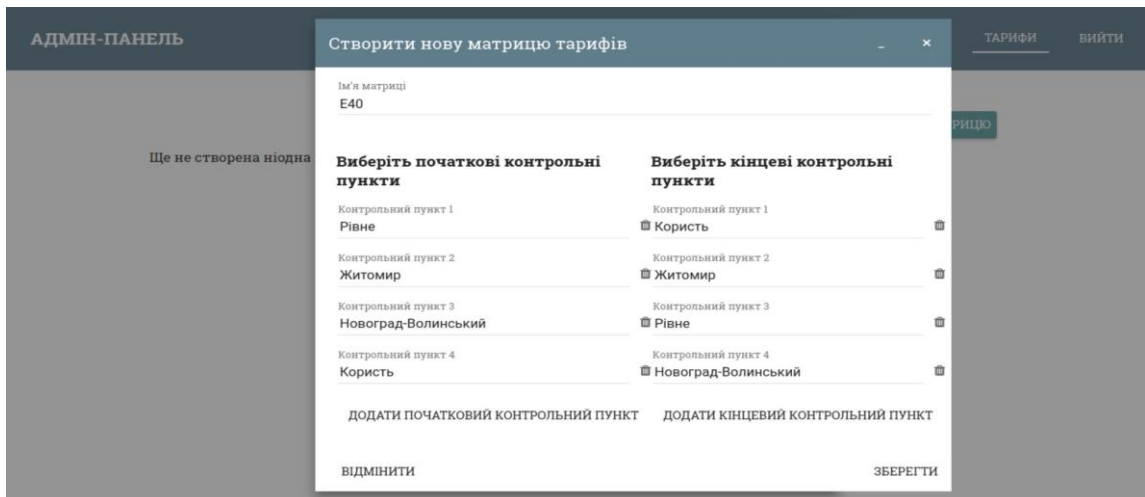 АДМІН-ПАНЕЛЬ
Створити нову матрицю тарифів
_ ×
ТАРИФИ ВИЙТИ
Ім'я матриці
E40
РИЦЮ
Ще не створена ніодна
Виберіть початкові контрольні
пункти
Виберіть кінцеві контрольні
пункти
Контрольний пункт 1
Рівне
Контрольний пункт 1
Користь
Контрольний пункт 2
Житомир
Контрольний пункт 2
Житомир
Контрольний пункт 3
Новоград-Волинський
Контрольний пункт 3
Рівне
Контрольний пункт 4
Користь
Контрольний пункт 4
Новоград-Волинський
ДОДАТИ ПОЧАТКОВИЙ КОНТРОЛЬНИЙ ПУНКТ
ДОДАТИ КІНЦЕВИЙ КОНТРОЛЬНИЙ ПУНКТ
ВІДМІНИТИ
ЗБЕРЕГТИ